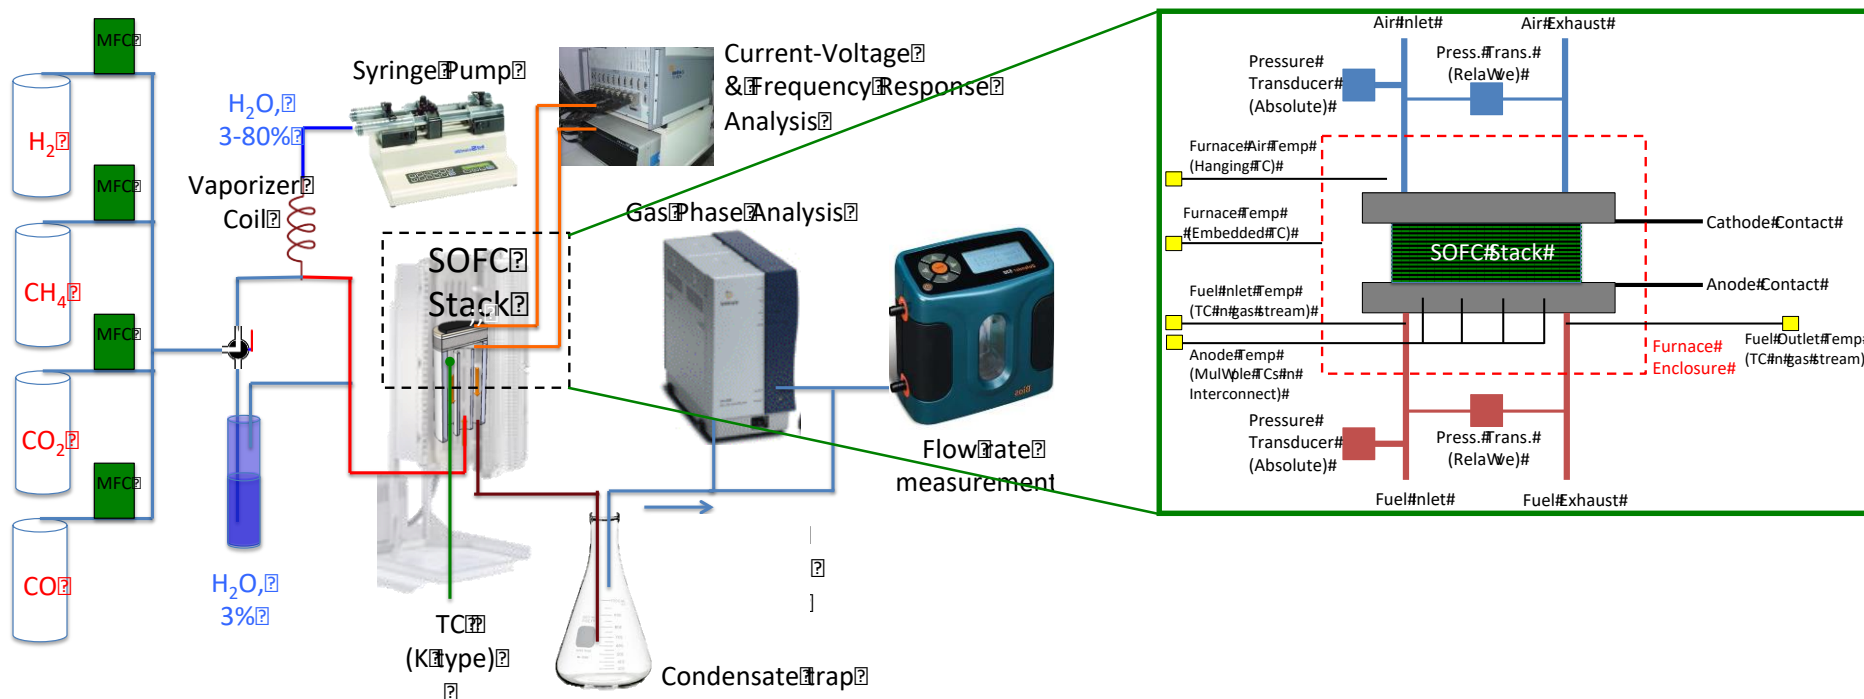 MFC
H2
MFC
CH4
MFC
CO2
MFC
CO
H2O,
3-80%
Vaporizer
Coil
H2O,
3%
Syringe Pump
Current-Voltage
& Frequency Response
Analysis
SOFC
Stack
Gas Phase Analysis
Flow rate
measurement
TC
(K type)
Condensate trap
Air#Inlet#
Air#Exhaust#
Pressure#
Transducer#
(Absolute)#
Press.#Trans.#
(RelaWve)#
Furnace#Air#Temp#
(Hanging#TC)#
Furnace#Temp#
(Embedded#TC)#
Cathode#Contact#
SOFC#Stack#
Anode#Contact#
Fuel#Inlet#Temp#
(TC#in#gas#stream)#
Anode#Temp#
(MulWple#TCs#in#
Interconnect)#
Furnace#
Enclosure#
Fuel#Outlet#Temp#
(TC#in#gas#stream)
Pressure#
Transducer#
(Absolute)#
Press.#Trans.#
(RelaWve)#
Fuel#Inlet#
Fuel#Exhaust#